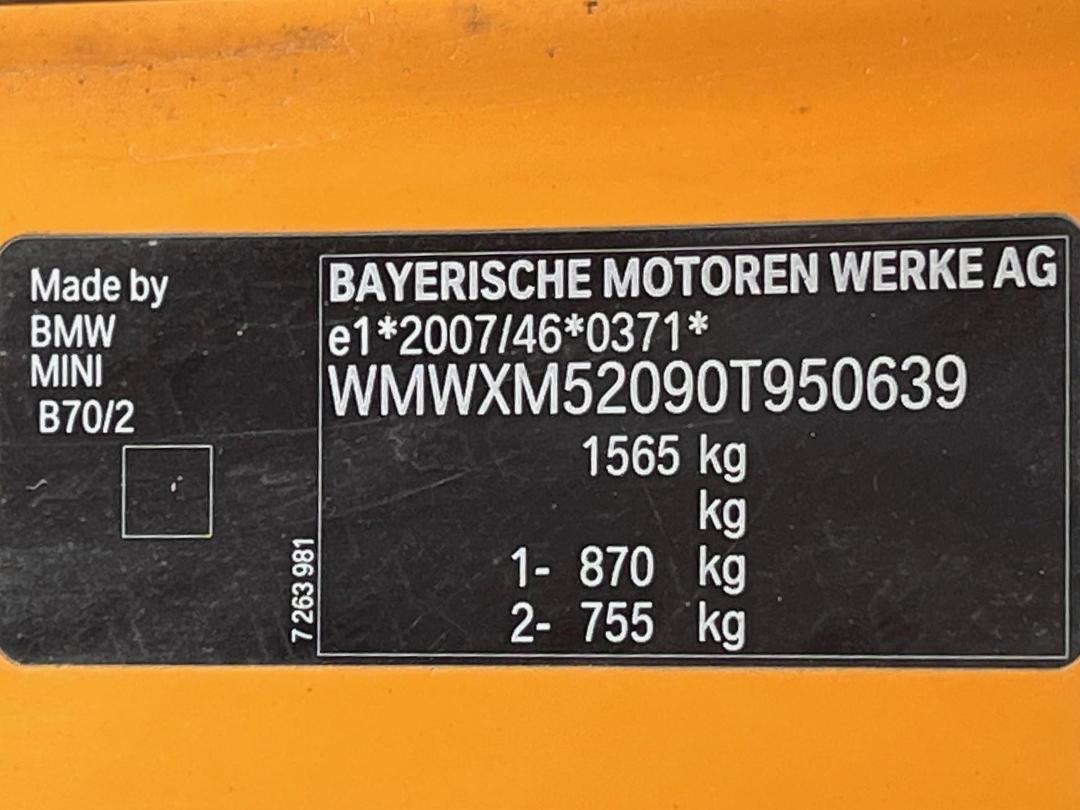 Made by
BMW
MINI
B70/2
7 263 981
BAYERISCHE MOTOREN WERKE AG
e1*2007/46*0371*
WMWXM52090T950639
1565 kg
kg
1- 870 kg
2- 755 kg